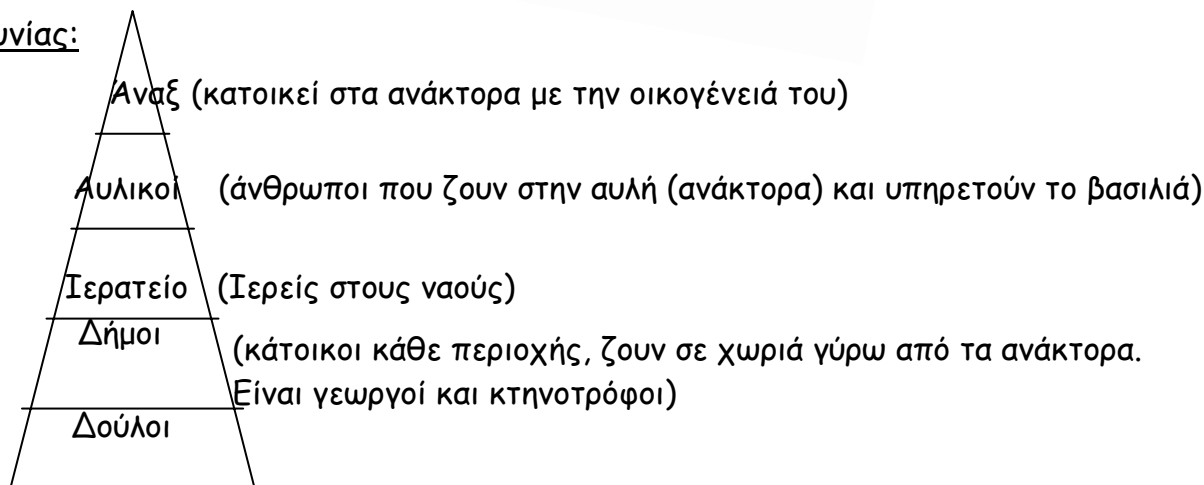 υνίας:
Άναξ (κατοικεί στα ανάκτορα με την οικογένειά του)
Αυλικοί (άνθρωποι που ζουν στην αυλή (ανάκτορα) και υπηρετούν το βασιλιά)
Ιερατείο (Ιερείς στους ναούς)
Δήμοι
(κάτοικοι κάθε περιοχής, ζουν σε χωριά γύρω από τα ανάκτορα.
Είναι γεωργοί και κτηνοτρόφοι)
Δούλοι